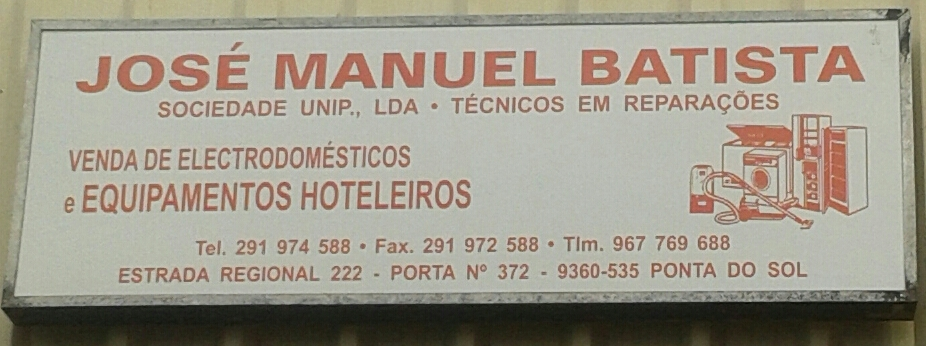 JOSÉ MANUEL BATISTA
SOCIEDADE UNIP., LDA • TÉCNICOS EM REPARAÇÕES
VENDA DE ELECTRODOMÉSTICOS
e EQUIPAMENTOS HOTELEIROS
Tel. 291 974 588 • Fax. 291 972 588 • Tlm. 967 769 688
ESTRADA REGIONAL 222 - PORTA Nº 372 - 9360-535 PONTA DO SOL